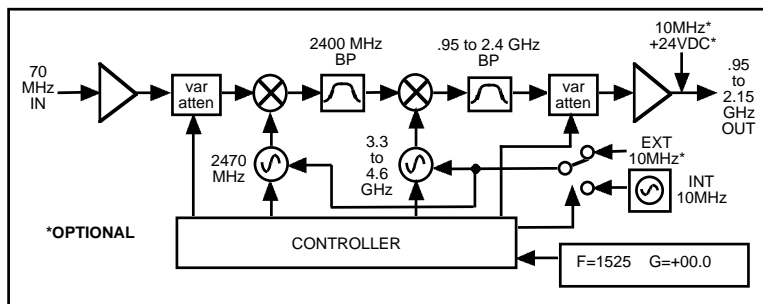 70
MHz
IN
var
atten
2400 MHz
BP
.95 to 2.4 GHz
BP
var
atten
10MHz*
+24VDC*
.95
to
2.15
GHz
OUT
2470
MHz
3.3
to
4.6
GHz
EXT
10MHz*
INT
10MHz
*OPTIONAL
CONTROLLER
F=1525 G=+00.0